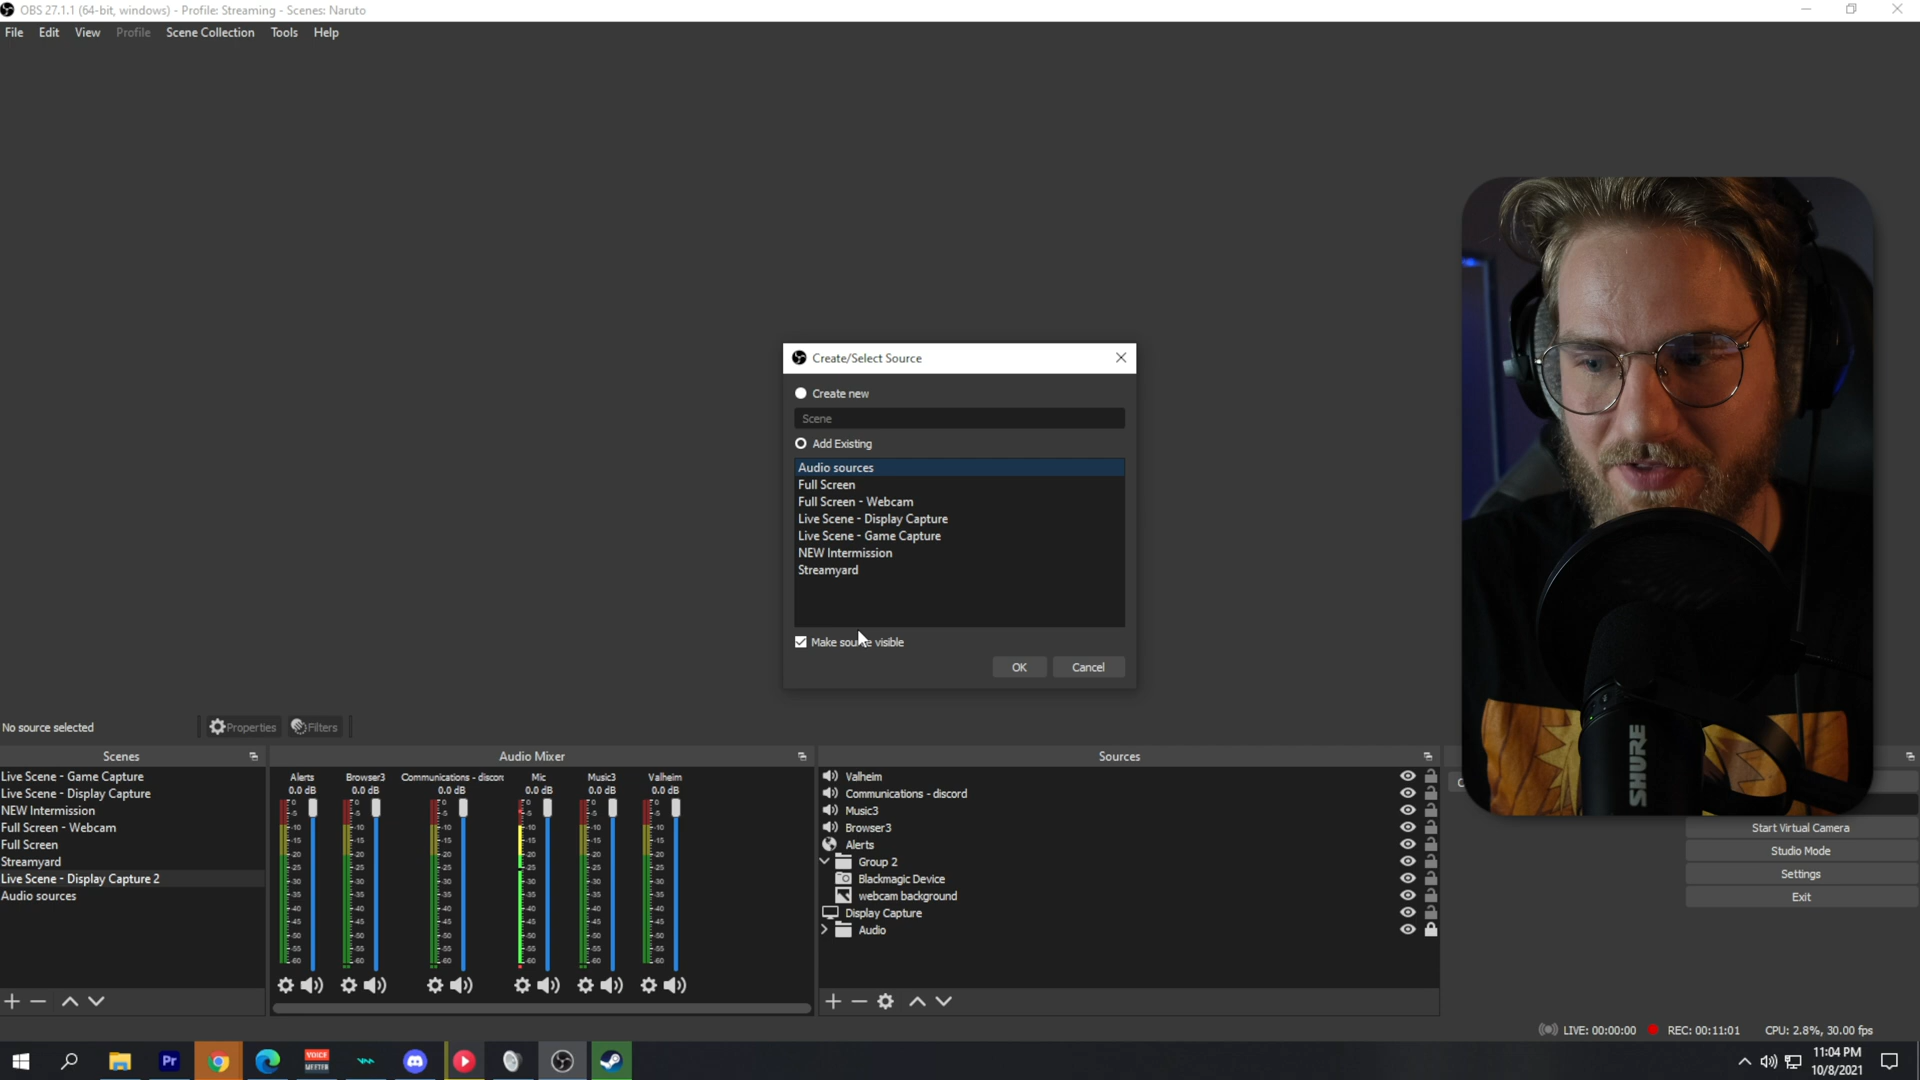 OBS 27.1.1 (64-bit, windows) - Profile: Streaming - Scenes: Naruto
File Edit View Profile Scene Collection Tools Help
Create/Select Source
Create new
Scene
Add Existing
Audio sources
Full Screen
Full Screen - Webcam
Live Scene - Display Capture
Live Scene - Game Capture
NEW Intermission
Streamyard
Make source visible
OK Cancel
SHURE
No source selected
Properties Filters
Scenes
Live Scene - Game Capture
Live Scene - Display Capture
NEW Intermission
Full Screen - Webcam
Full Screen
Streamyard
Live Scene - Display Capture 2
Audio sources
Audio Mixer
Alerts Browser3 Communications - discord Mic Music3 Valheim
0.0 dB 0.0 dB 0.0 dB 0.0 dB 0.0 dB 0.0 dB
Sources
Valheim
Communications - discord
Music3
Browser3
Alerts
Group 2
Blackmagic Device
webcam background
Display Capture
Audio
Start Virtual Camera
Studio Mode
Settings
Exit
LIVE: 00:00:00 REC: 00:11:01 CPU: 2.8%, 30.00 fps
Pr
VOICE
MEETER
11:04 PM
10/8/2021